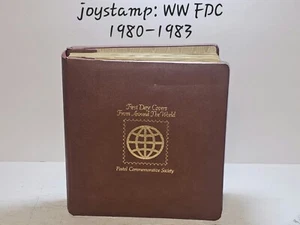 joystamp: WW FDC
1980-1983
First Day Covers
From Around The World
Postal Commemorative Society